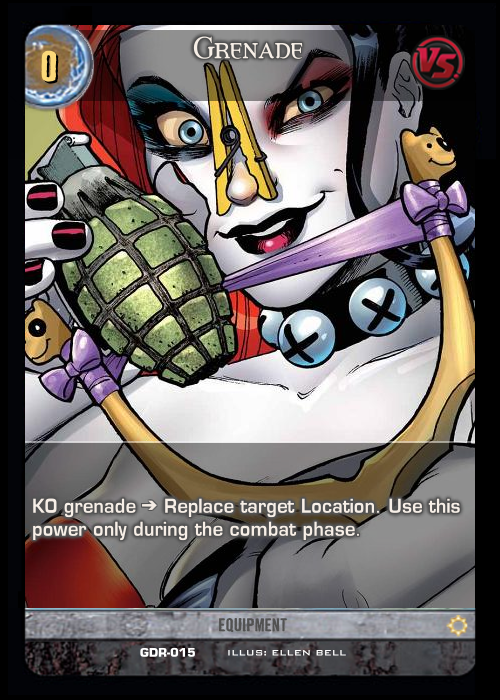 0
GRENADE
VS.
KO grenade ➔ Replace target Location. Use this
power only during the combat phase.
EQUIPMENT
GDR-015 ILLUS: ELLEN BELL